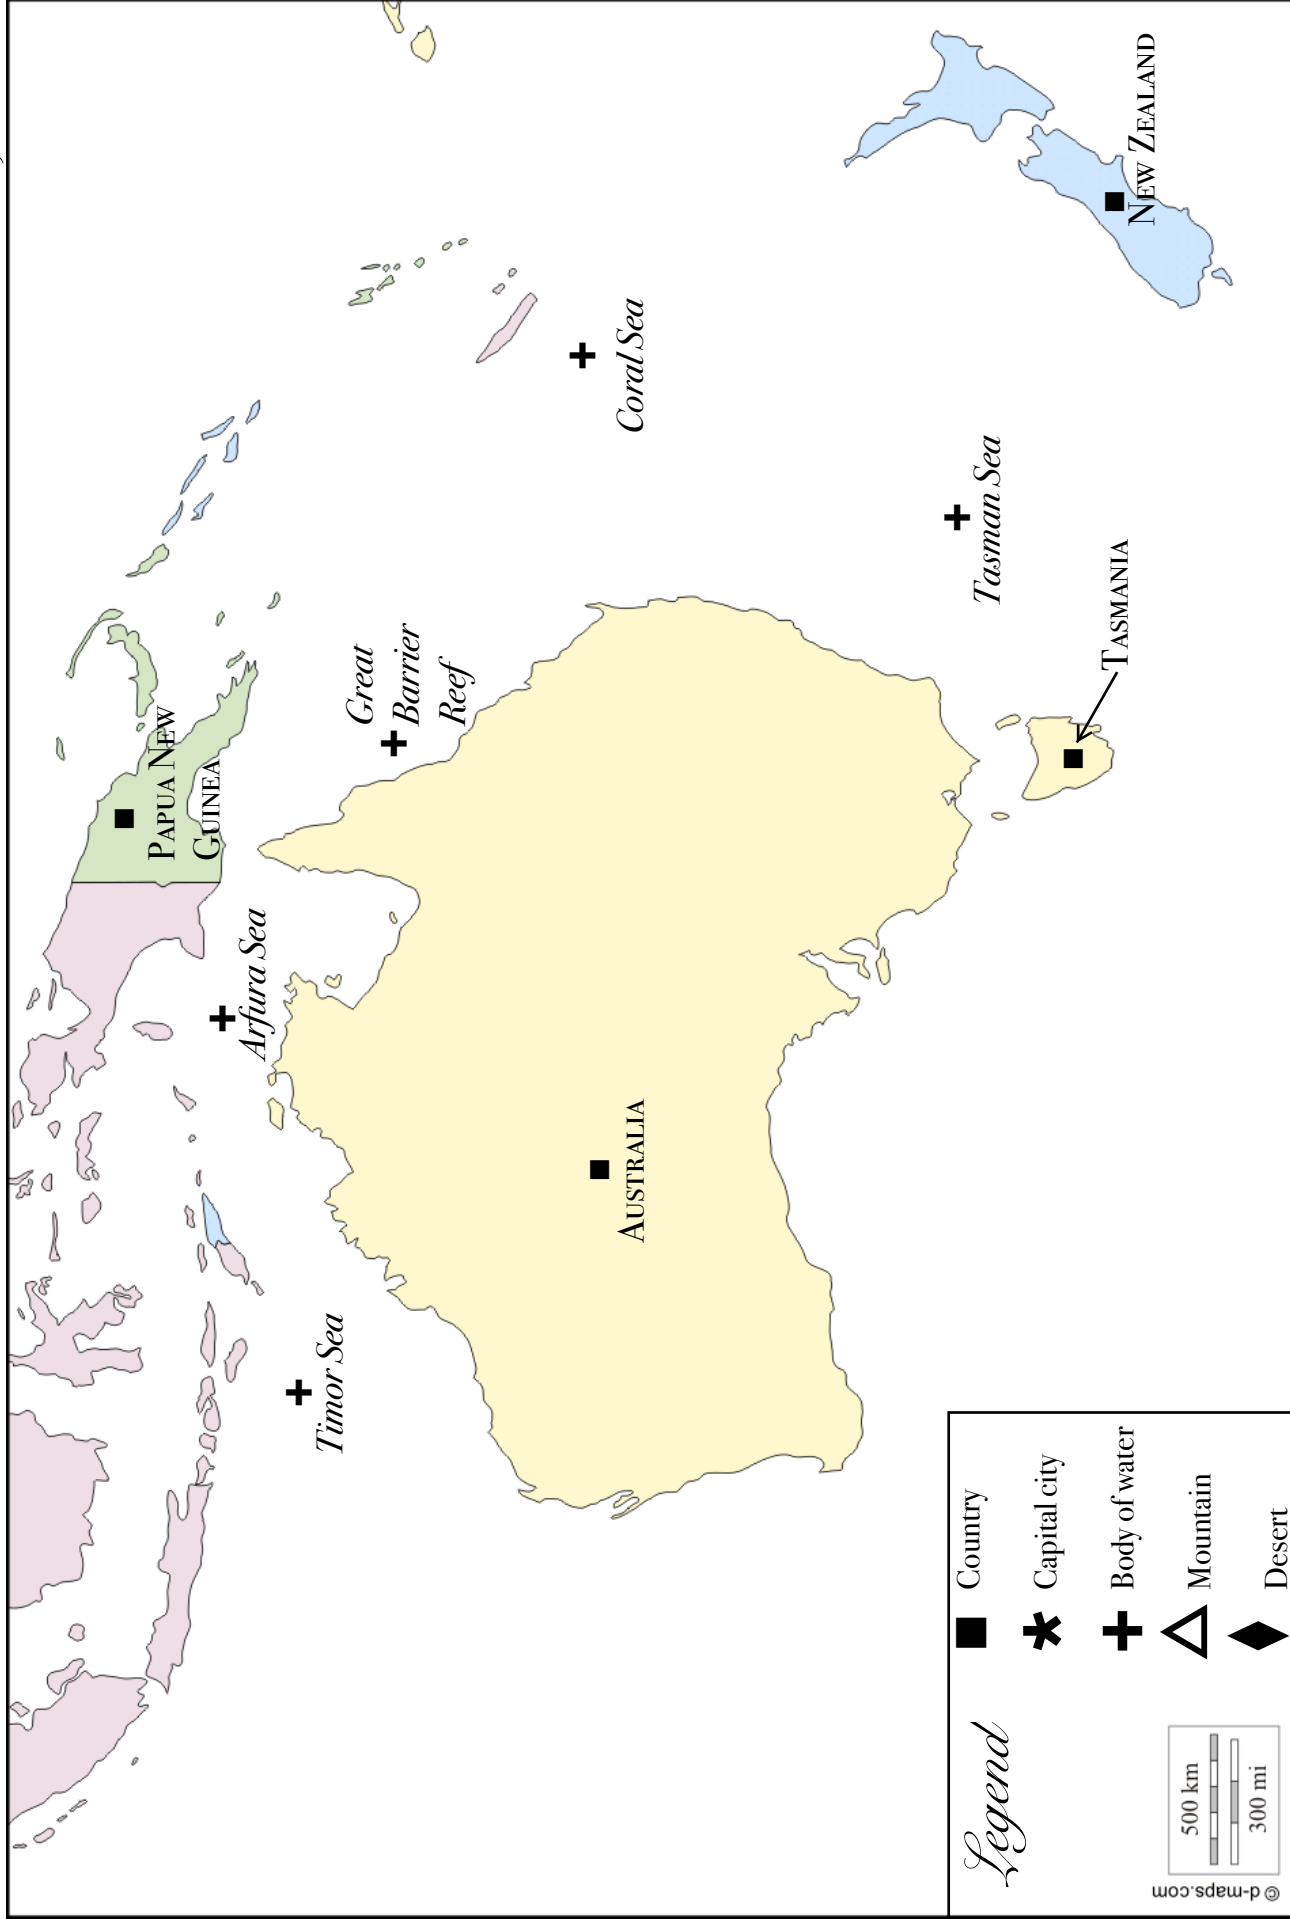 Papua New
Guinea
Arfura Sea
Timor Sea
Great
Barrier
Reef
Coral Sea
Australia
Tasman Sea
Tasmania
New Zealand
Legend
Country
Capital city
Body of water
Mountain
Desert
500 km
300 mi
© d-maps.com